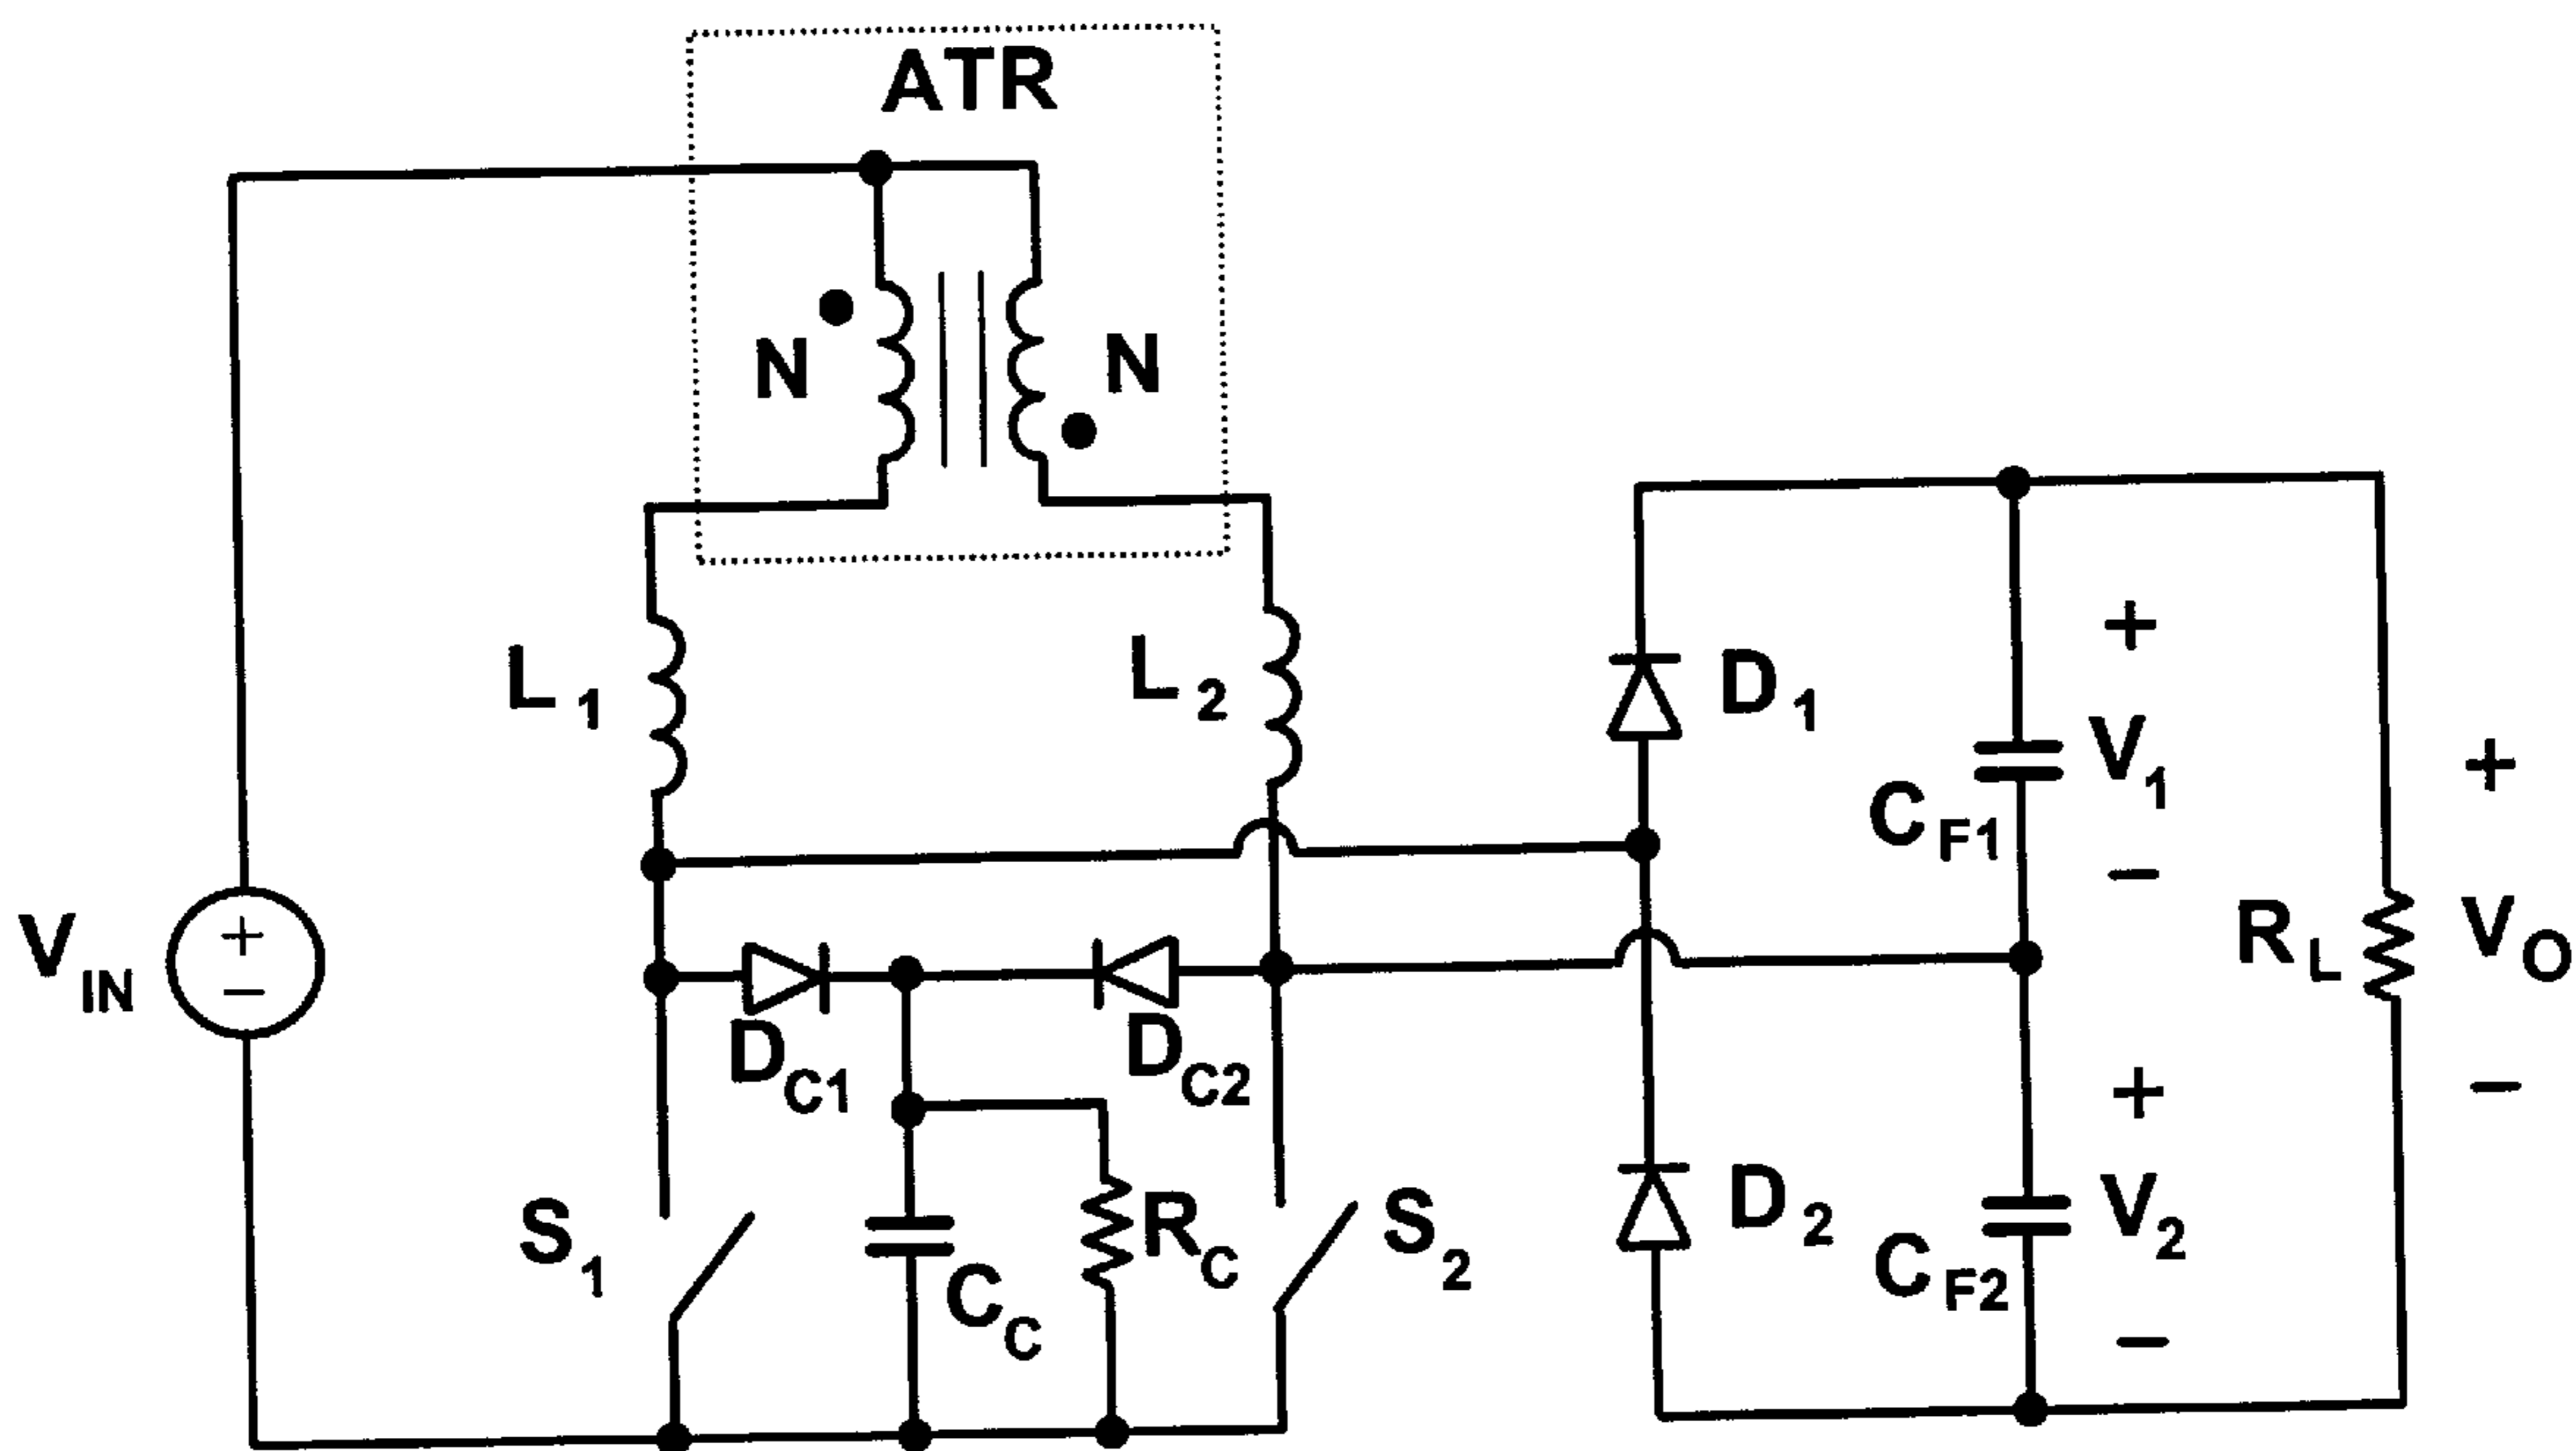 ATR
N
N
L1
L2
D1
V1
CF1
+
−
VIN
+
−
DC1
DC2
RL
VO
+
−
S1
CC
RC
S2
D2
CF2
+
V2
−